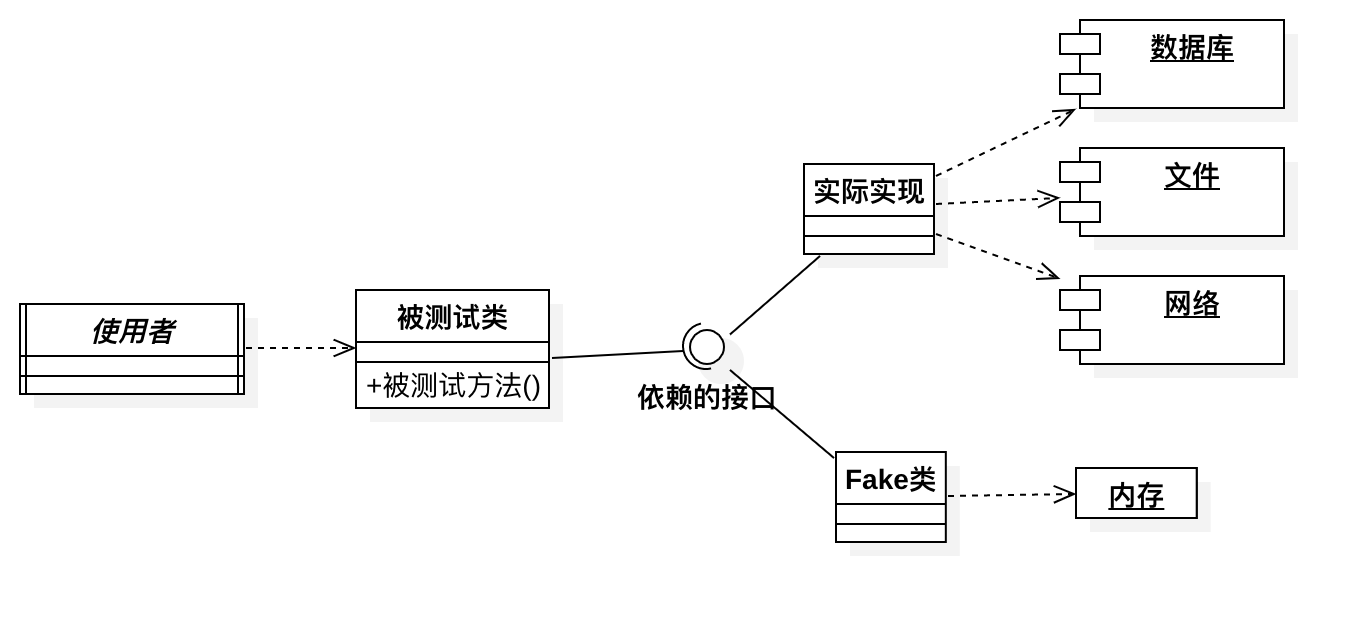 数据库
文件
实际实现
网络
使用者
被测试类
+被测试方法()
依赖的接口
Fake类
内存